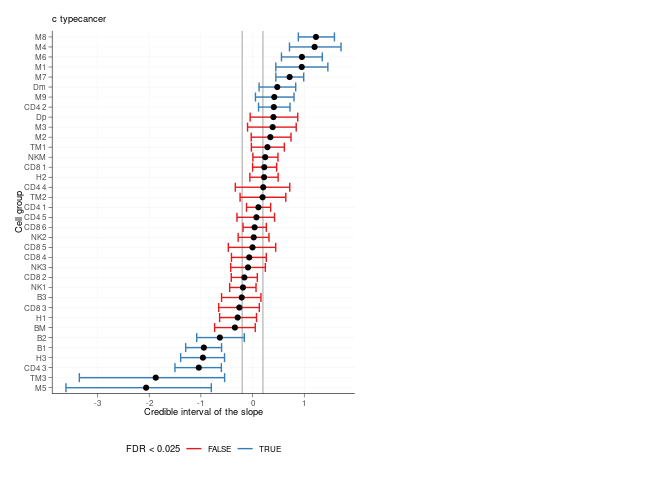 c typecancer
M8
M4
M6
M1
M7
Dm
M9
CD4 2
Dp
M3
M2
TM1
NKM
CD8 1
H2
CD4 4
TM2
CD4 1
CD4 5
CD8 6
NK2
CD8 5
CD8 4
NK3
CD8 2
NK1
B3
CD8 3
H1
BM
B2
B1
H3
CD4 3
TM3
M5
Cell group
-3 -2 -1 0 1
Credible interval of the slope
FDR < 0.025 FALSE TRUE